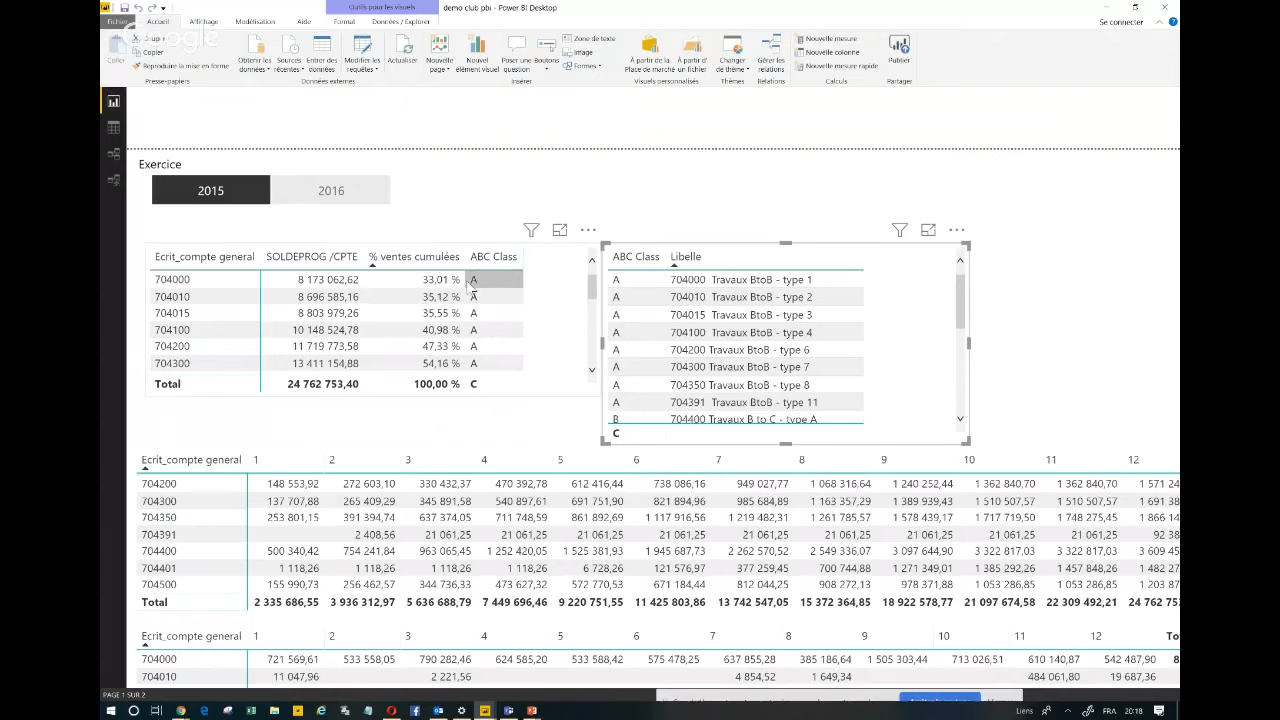 Outils pour les visuels
demo club pbi - Power BI Desktop
Fichier Accueil Affichage Modélisation Aide Format Données / Explorer
Se connecter
Google
Coller
Couper
Copier
Reproduire la mise en forme
Presse-papiers
Obtenir les données
Sources récentes
Entrer des données
Modifier les requêtes
Actualiser
Données externes
Nouvelle page
Nouvel élément visuel
Poser une question
Boutons
Zone de texte
Image
Formes
Insérer
À partir de la Place de marché
À partir d'un fichier
Visuels personnalisés
Changer de thème
Thèmes
Gérer les relations
Relations
Nouvelle mesure
Nouvelle colonne
Nouvelle mesure rapide
Calculs
Publier
Partager
Exercice
2015 2016
Ecrit_compte general SOLDEPROG /CPTE % ventes cumulées ABC Class
704000 8 173 062,62 33,01 % A
704010 8 696 585,16 35,12 % A
704015 8 803 979,26 35,55 % A
704100 10 148 524,78 40,98 % A
704200 11 719 773,58 47,33 % A
704300 13 411 154,88 54,16 % A
Total 24 762 753,40 100,00 % C
ABC Class Libelle
A 704000 Travaux BtoB - type 1
A 704010 Travaux BtoB - type 2
A 704015 Travaux BtoB - type 3
A 704100 Travaux BtoB - type 4
A 704200 Travaux BtoB - type 6
A 704300 Travaux BtoB - type 7
A 704350 Travaux BtoB - type 8
A 704391 Travaux BtoB - type 11
B 704400 Travaux B to C - type A
C
Ecrit_compte general 1 2 3 4 5 6 7 8 9 10 11 12
704200 148 553,92 272 603,10 330 432,37 470 392,78 612 416,44 738 086,16 949 027,77 1 068 316,64 1 240 252,44 1 362 840,70 1 362 840,70 1 571 24
704300 137 707,88 265 409,29 345 891,58 540 897,61 691 751,90 821 894,96 985 684,89 1 163 357,29 1 389 939,43 1 510 507,57 1 510 507,57 1 691 38
704350 253 801,15 391 394,74 637 374,05 711 748,59 861 892,69 1 117 916,56 1 219 482,31 1 261 785,57 1 578 439,17 1 717 719,50 1 748 275,45 1 866 14
704391 2 408,56 21 061,25 21 061,25 21 061,25 21 061,25 21 061,25 21 061,25 21 061,25 21 061,25 21 061,25 92 38
704400 500 340,42 754 241,84 963 065,45 1 252 420,05 1 525 381,93 1 945 687,73 2 262 570,52 2 549 336,07 3 097 644,90 3 322 817,03 3 322 817,03 3 609 45
704401 1 118,26 1 118,26 1 118,26 1 118,26 6 728,26 121 576,97 377 259,45 700 744,88 1 271 349,01 1 385 292,26 1 457 848,26 1 482 27
704500 155 990,73 256 462,57 344 736,33 473 627,32 572 770,53 671 184,44 812 044,25 908 272,13 978 371,88 1 053 286,85 1 053 286,85 1 203 87
Total 2 335 686,55 3 936 312,97 5 636 688,79 7 449 696,46 9 220 751,55 11 425 803,86 13 742 547,05 15 372 364,85 18 922 578,77 21 097 674,58 22 309 492,21 24 762 75
Ecrit_compte general 1 2 3 4 5 6 7 8 9 10 11 12 To
704000 721 569,61 533 558,05 790 282,46 624 585,20 533 588,42 575 478,25 637 855,28 385 186,64 1 505 303,44 713 026,51 610 140,87 542 487,90 8
704010 11 047,96 2 221,56 4 854,52 1 649,34 484 061,80 19 687,36
PAGE 1 SUR 2
Liens FRA 20:18